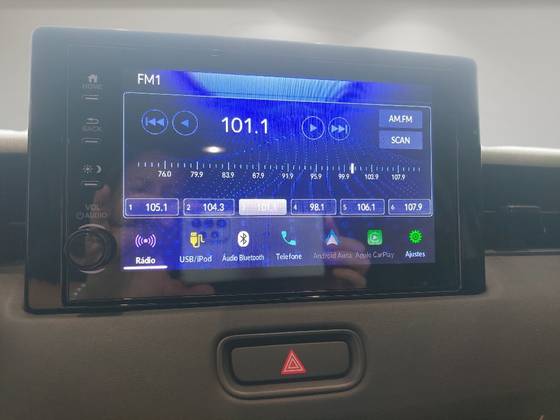 HOME
FM1
BACK
101.1
AM.FM
SCAN
76.0 79.9 83.9 87.9 91.9 95.9 99.9 103.9 107.9
VOL
AUDIO
1 105.1 2 104.3 3 101.1 4 98.1 5 106.1 6 107.9
Rádio USB/iPod Áudio Bluetooth Telefone Android Auto Apple CarPlay Ajustes